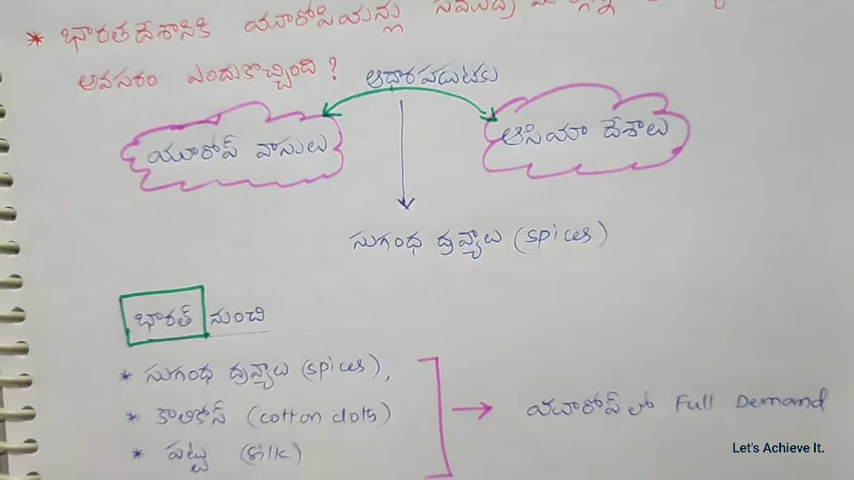 * భారతదేశానికి యూరోపియన్లు
అవసరం ఎందుకొచ్చింది ?
ఆధారపడుటకు
యూరోప్ వాసులు
ఆసియా దేశాలు
సుగంధ ద్రవ్యాలు (spices)
భారత్ నుంచి
* సుగంధ ద్రవ్యాలు (spices),
* కాలికోస్ (cotton cloths)
* పట్టు (silk)
యూరోప్ లో Full Demand
Let's Achieve It.